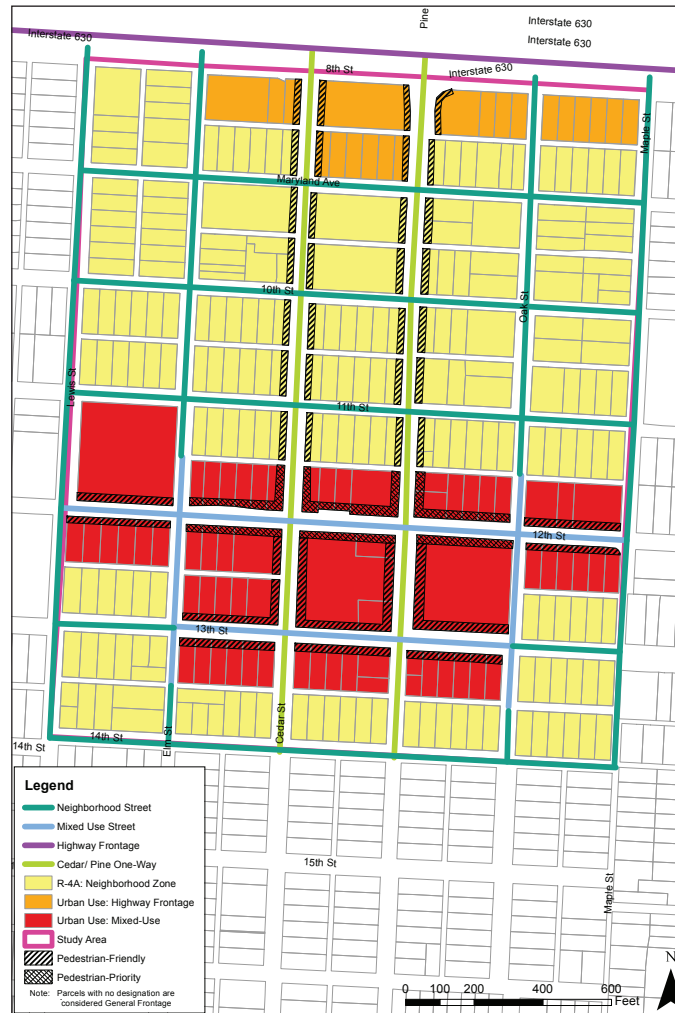 Pine
Interstate 630
Interstate 630
Interstate 630
Interstate 630
8th St
Maple St
Maryland Ave
10th St
Oak St
Lewis St
11th St
12th St
13th St
Cedar St
Elm St
14th St
14th St
15th St
Maple St
Legend
Neighborhood Street
Mixed Use Street
Highway Frontage
Cedar/ Pine One-Way
R-4A: Neighborhood Zone
Urban Use: Highway Frontage
Urban Use: Mixed-Use
Study Area
Pedestrian-Friendly
Pedestrian-Priority
Note: Parcels with no designation are
considered General Frontage
N
0 200 400 600
Feet